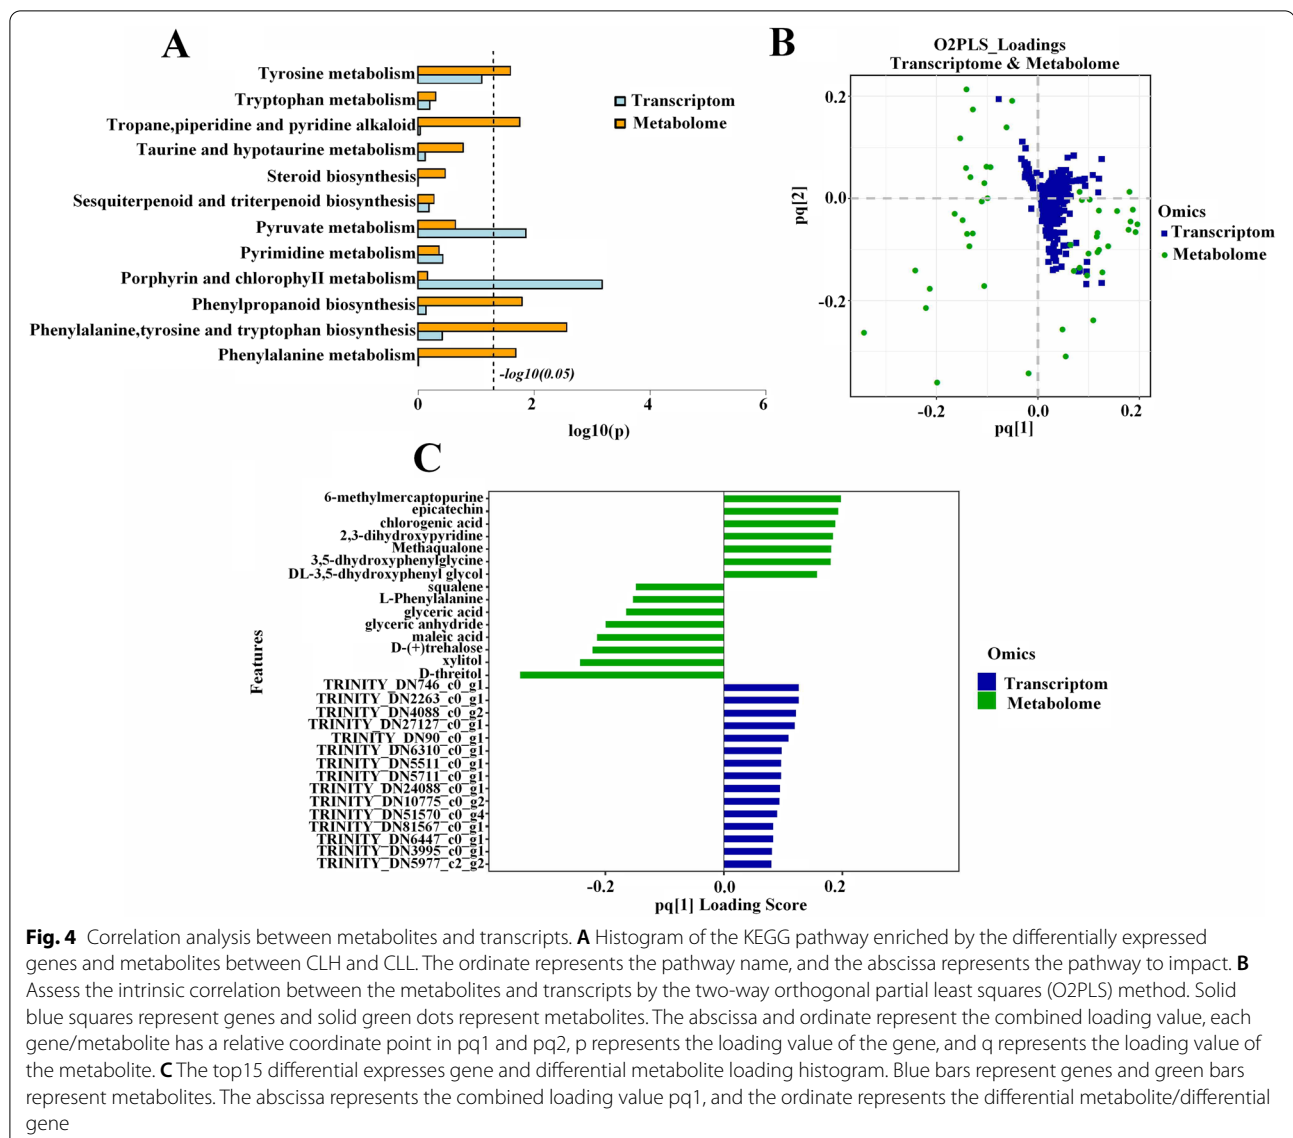 A
Tyrosine metabolism
Tryptophan metabolism
Tropane,piperidine and pyridine alkaloid
Taurine and hypotaurine metabolism
Steroid biosynthesis
Sesquiterpenoid and triterpenoid biosynthesis
Pyruvate metabolism
Pyrimidine metabolism
Porphyrin and chlorophyII metabolism
Phenylpropanoid biosynthesis
Phenylalanine,tyrosine and tryptophan biosynthesis
Phenylalanine metabolism
Transcriptom
Metabolome
-log10(0.05)
0 2 4 6
log10(p)
B
O2PLS_Loadings
Transcriptome & Metabolome
pq[2]
0.2
0.0
-0.2
-0.2 0.0 0.2
pq[1]
Omics
Transcriptom
Metabolome
C
Features
6-methylmercaptopurine
epicatechin
chlorogenic acid
2,3-dihydroxypyridine
Methaqualone
3,5-dhydroxyphenylglycine
DL-3,5-dhydroxyphenyl glycol
squalene
L-Phenylalanine
glyceric acid
glyceric anhydride
maleic acid
D-(+)trehalose
xylitol
D-threitol
TRINITY_DN746_c0_g1
TRINITY_DN2263_c0_g1
TRINITY_DN4088_c0_g2
TRINITY_DN27127_c0_g1
TRINITY_DN90_c0_g1
TRINITY_DN6310_c0_g1
TRINITY_DN5511_c0_g1
TRINITY_DN5711_c0_g1
TRINITY_DN24088_c0_g1
TRINITY_DN10775_c0_g2
TRINITY_DN51570_c0_g4
TRINITY_DN81567_c0_g1
TRINITY_DN6447_c0_g1
TRINITY_DN3995_c0_g1
TRINITY_DN5977_c2_g2
-0.2 0.0 0.2
pq[1] Loading Score
Omics
Transcriptom
Metabolome
Fig. 4 Correlation analysis between metabolites and transcripts. A Histogram of the KEGG pathway enriched by the differentially expressed
genes and metabolites between CLH and CLL. The ordinate represents the pathway name, and the abscissa represents the pathway to impact. B
Assess the intrinsic correlation between the metabolites and transcripts by the two-way orthogonal partial least squares (O2PLS) method. Solid
blue squares represent genes and solid green dots represent metabolites. The abscissa and ordinate represent the combined loading value, each
gene/metabolite has a relative coordinate point in pq1 and pq2, p represents the loading value of the gene, and q represents the loading value of
the metabolite. C The top15 differential expresses gene and differential metabolite loading histogram. Blue bars represent genes and green bars
represent metabolites. The abscissa represents the combined loading value pq1, and the ordinate represents the differential metabolite/differential
gene